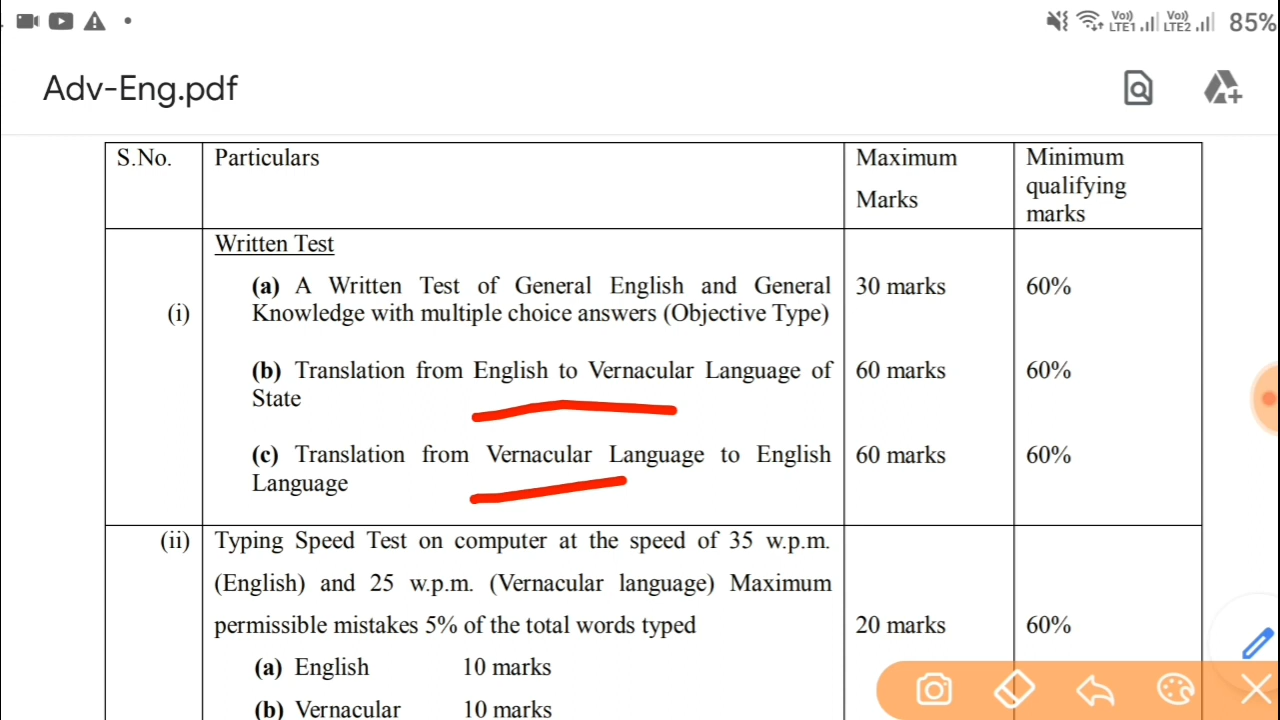 Vo)) LTE1 Vo)) LTE2 85%
Adv-Eng.pdf
S.No. Particulars Maximum Marks Minimum qualifying marks
Written Test
(i)
(a) A Written Test of General English and General 30 marks 60%
Knowledge with multiple choice answers (Objective Type)
(b) Translation from English to Vernacular Language of 60 marks 60%
State
(c) Translation from Vernacular Language to English 60 marks 60%
Language
(ii) Typing Speed Test on computer at the speed of 35 w.p.m.
(English) and 25 w.p.m. (Vernacular language) Maximum
permissible mistakes 5% of the total words typed 20 marks 60%
(a) English 10 marks
(b) Vernacular 10 marks